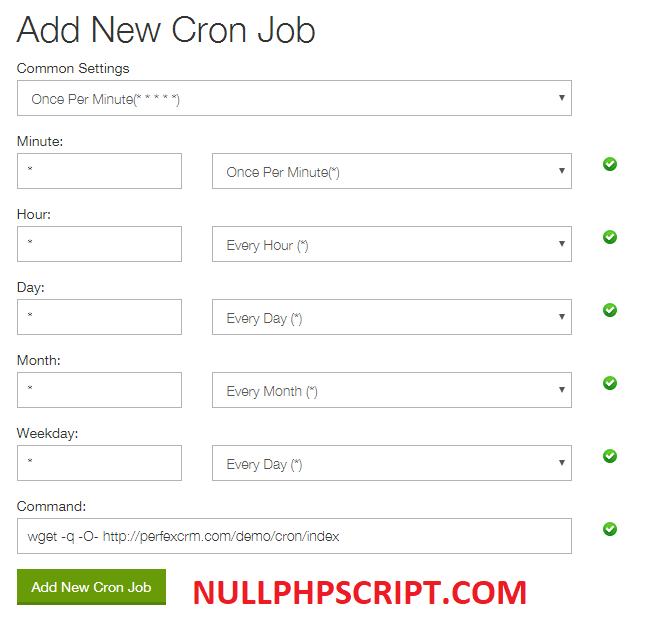 Add New Cron Job
Common Settings
Once Per Minute(* * * * *)
Minute:
* Once Per Minute(*)
Hour:
* Every Hour (*)
Day:
* Every Day (*)
Month:
* Every Month (*)
Weekday:
* Every Day (*)
Command:
wget -q -O- http://perfexcrm.com/demo/cron/index
Add New Cron Job NULLPHPSCRIPT.COM